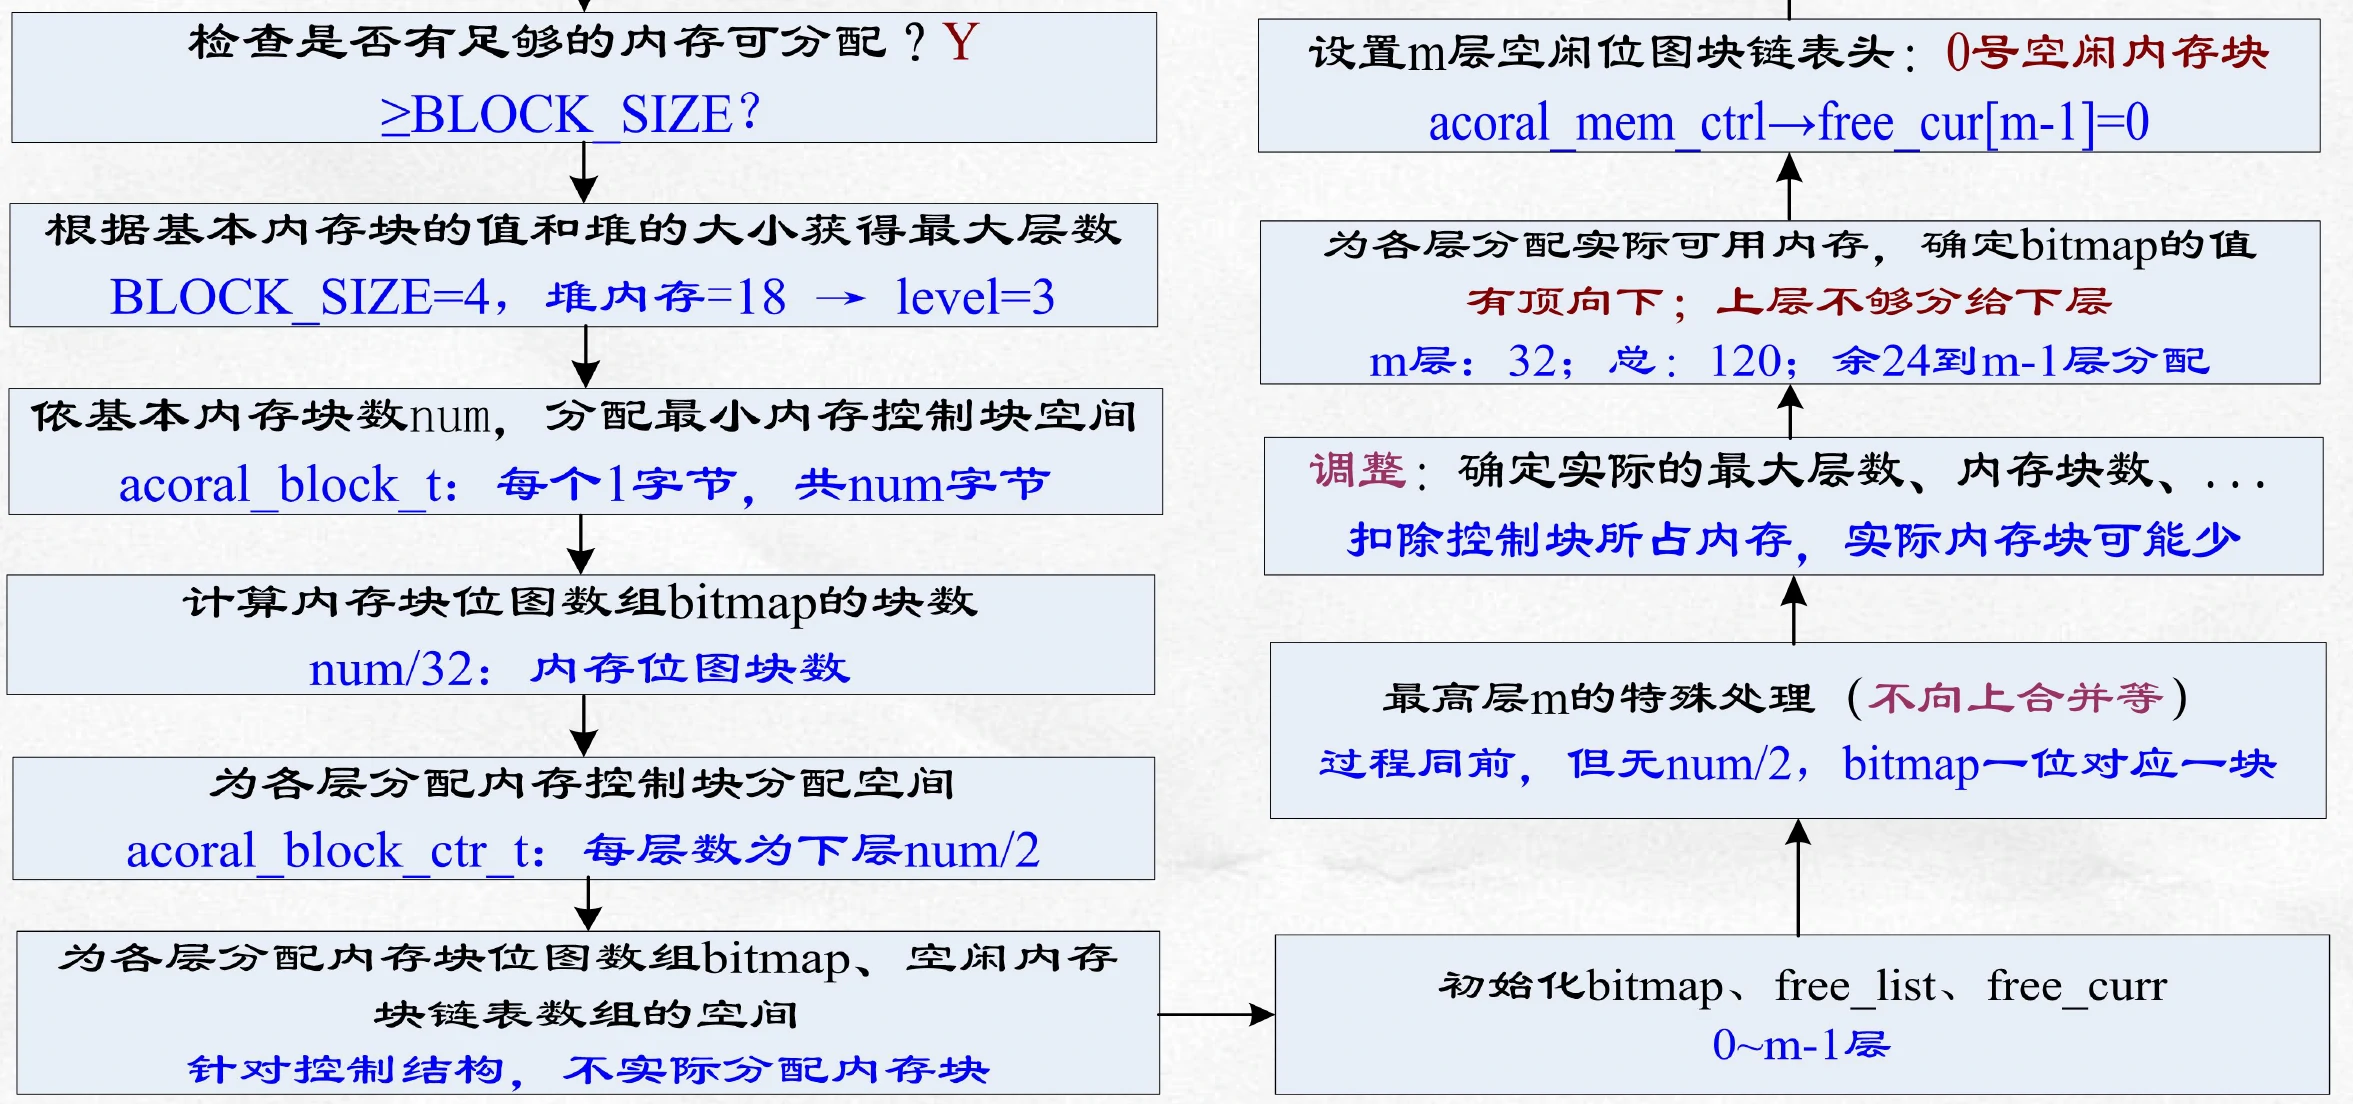 检查是否有足够的内存可分配？Y
≥BLOCK_SIZE？
根据基本内存块的值和堆的大小获得最大层数
BLOCK_SIZE=4，堆内存=18 → level=3
依基本内存块数num，分配最小内存控制块空间
acoral_block_t：每个1字节，共num字节
计算内存块位图数组bitmap的块数
num/32：内存位图块数
为各层分配内存控制块分配空间
acoral_block_ctr_t：每层数为下层num/2
为各层分配内存块位图数组bitmap、空闲内存
块链表数组的空间
针对控制结构，不实际分配内存块
初始化bitmap、free_list、free_curr
0~m-1层
最高层m的特殊处理（不向上合并等）
过程同前，但无num/2，bitmap一位对应一块
调整：确定实际的最大层数、内存块数、...
扣除控制块所占内存，实际内存块可能少
为各层分配实际可用内存，确定bitmap的值
有顶向下；上层不够分给下层
m层：32；总：120；余24到m-1层分配
设置m层空闲位图块链表头：0号空闲内存块
acoral_mem_ctrl→free_cur[m-1]=0